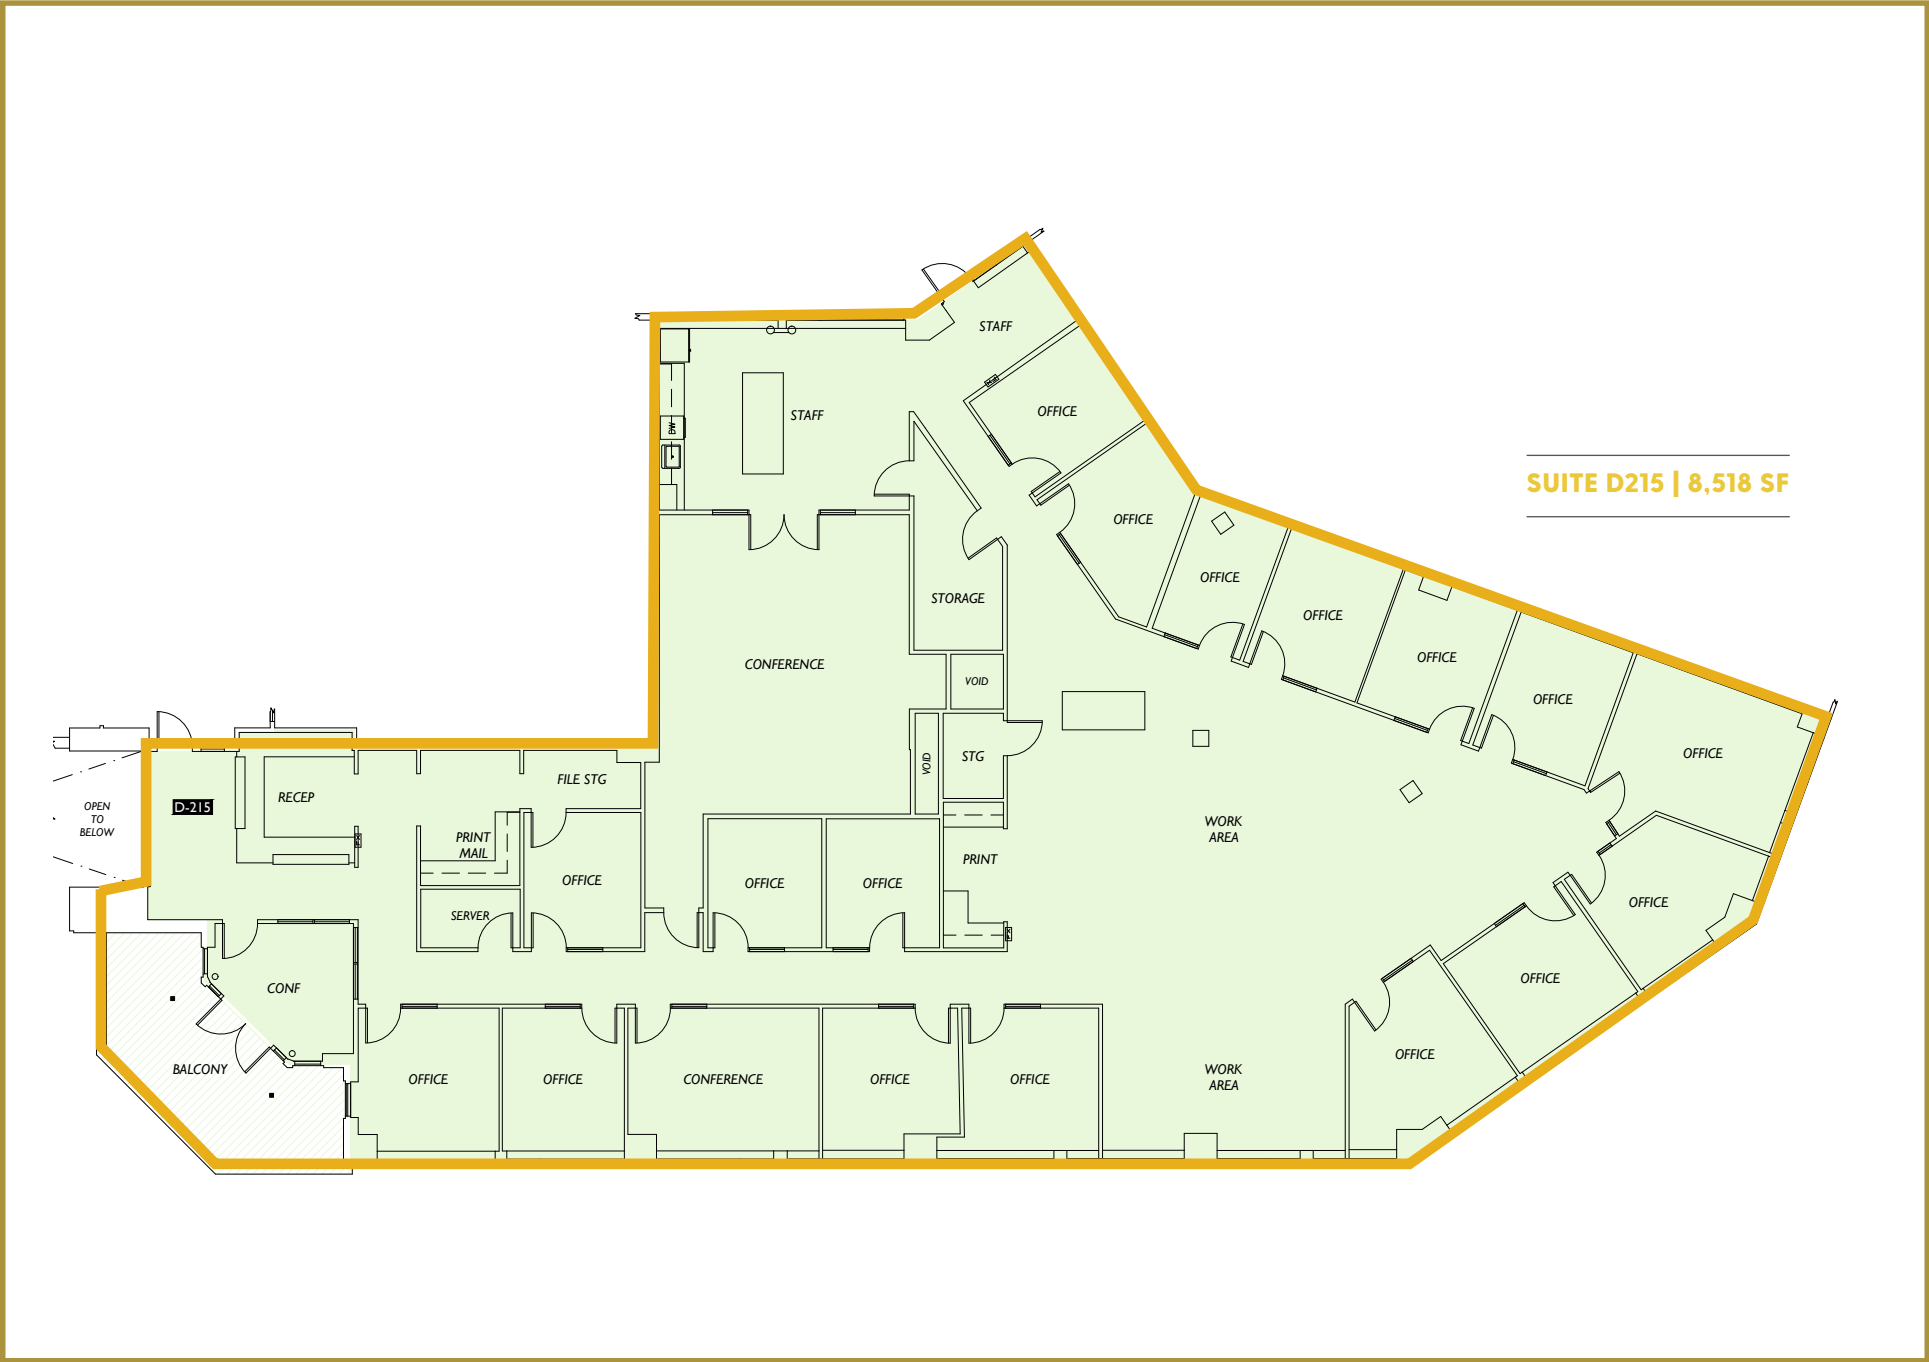 STAFF
OFFICE
STAFF
DW
SUITE D215 | 8,518 SF
OFFICE
OFFICE
STORAGE
OFFICE
CONFERENCE
OFFICE
VOID
OFFICE
OFFICE
STG
VOID
FILE STG
RECEP
D-215
OPEN
TO
BELOW
PRINT
MAIL
WORK
AREA
PRINT
OFFICE
OFFICE
OFFICE
OFFICE
SERVER
CONF
OFFICE
BALCONY
OFFICE
OFFICE
CONFERENCE
OFFICE
OFFICE
WORK
AREA
OFFICE